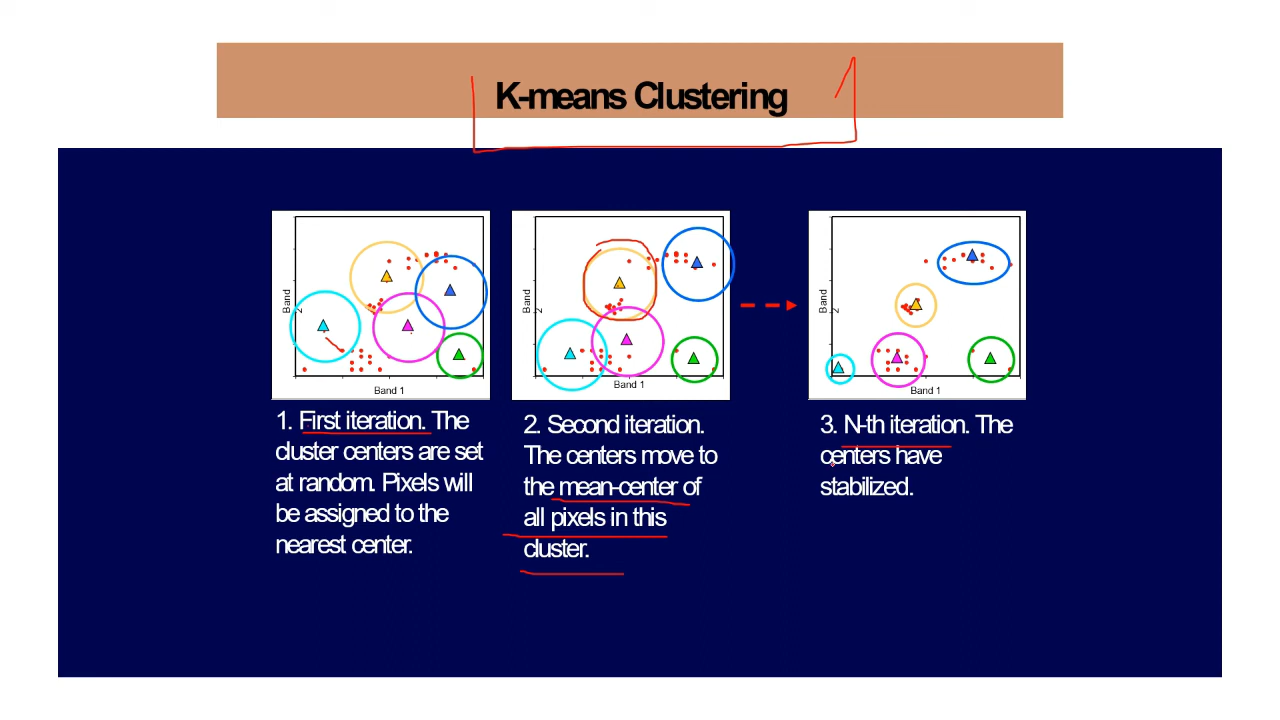 K-means Clustering
Band
2
Band 1
Band
2
Band 1
Band
2
Band 1
1. First iteration. The
cluster centers are set
at random. Pixels will
be assigned to the
nearest center.
2. Second iteration.
The centers move to
the mean-center of
all pixels in this
cluster.
3. N-th iteration. The
centers have
stabilized.